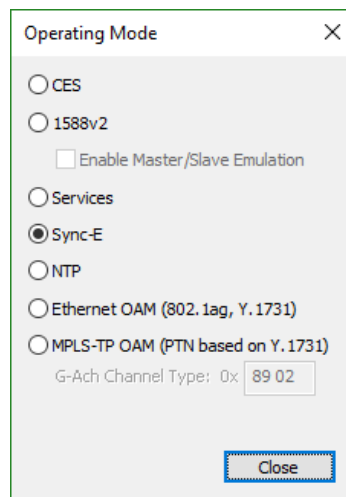 Operating Mode
CES
1588v2
Enable Master/Slave Emulation
Services
Sync-E
NTP
Ethernet OAM (802.1ag, Y.1731)
MPLS-TP OAM (PTN based on Y.1731)
G-Ach Channel Type: 0x 89 02
Close